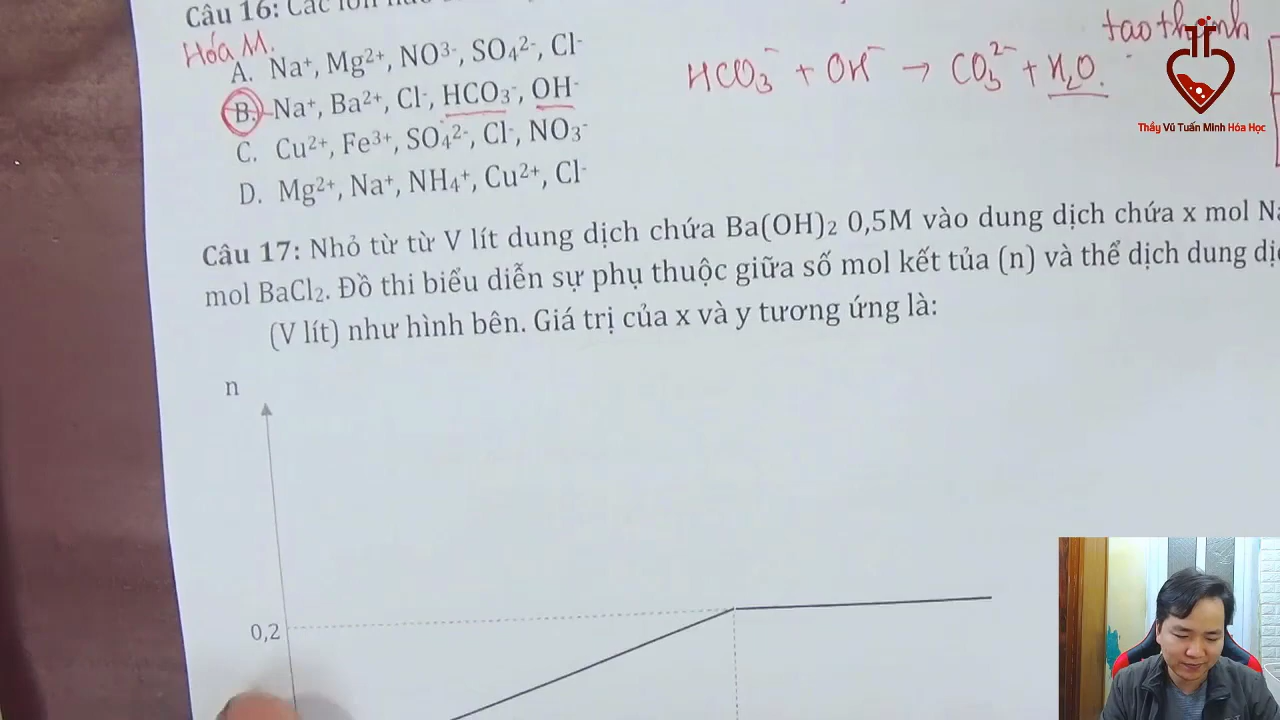 Câu 16: Các ion
Hóa M.
A. Na⁺, Mg²⁺, NO³⁻, SO₄²⁻, Cl⁻
B. Na⁺, Ba²⁺, Cl⁻, HCO₃⁻, OH⁻
C. Cu²⁺, Fe³⁺, SO₄²⁻, Cl⁻, NO₃⁻
D. Mg²⁺, Na⁺, NH₄⁺, Cu²⁺, Cl⁻
tạo thành
HCO₃⁻ + OH⁻ → CO₃²⁻ + H₂O.
Thầy Vũ Tuấn Minh Hóa Học
Câu 17: Nhỏ từ từ V lít dung dịch chứa Ba(OH)₂ 0,5M vào dung dịch chứa x mol
mol BaCl₂. Đồ thi biểu diễn sự phụ thuộc giữa số mol kết tủa (n) và thể dịch dung
(V lít) như hình bên. Giá trị của x và y tương ứng là:
n
0,2